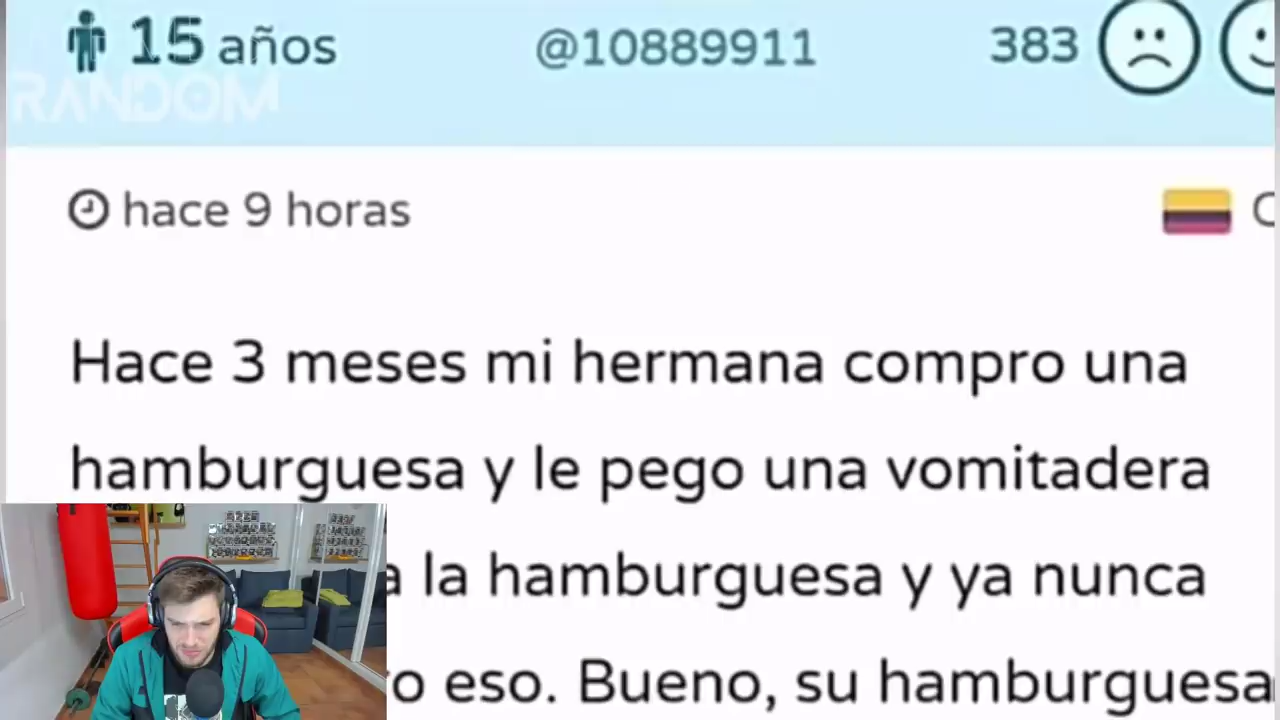 15 años @10889911 383
RANDOM
hace 9 horas
Hace 3 meses mi hermana compro una
hamburguesa y le pego una vomitadera
la hamburguesa y ya nunca
eso. Bueno, su hamburguesa